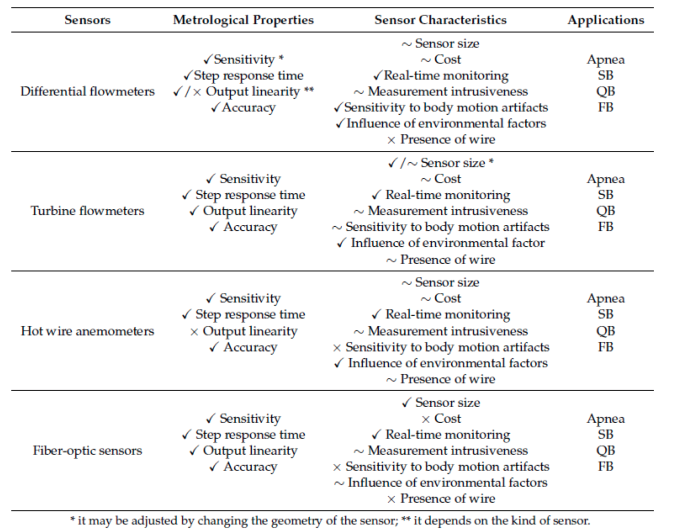 Sensors Metrological Properties Sensor Characteristics Applications
∼ Sensor size
✓Sensitivity * ∼ Cost Apnea
✓Step response time ✓Real-time monitoring SB
Differential flowmeters ✓/× Output linearity ** ∼ Measurement intrusiveness QB
✓Accuracy ✓Sensitivity to body motion artifacts FB
✓Influence of environmental factors
× Presence of wire
✓/∼ Sensor size *
✓ Sensitivity ∼ Cost Apnea
✓ Step response time ✓ Real-time monitoring SB
Turbine flowmeters ✓ Output linearity ∼ Measurement intrusiveness QB
✓ Accuracy ∼ Sensitivity to body motion artifacts FB
✓ Influence of environmental factor
∼ Presence of wire
∼ Sensor size
✓ Sensitivity ∼ Cost Apnea
✓ Step response time ✓ Real-time monitoring SB
Hot wire anemometers × Output linearity ∼ Measurement intrusiveness QB
✓ Accuracy × Sensitivity to body motion artifacts FB
✓ Influence of environmental factors
∼ Presence of wire
✓ Sensor size
✓ Sensitivity × Cost Apnea
✓ Step response time ✓ Real-time monitoring SB
Fiber-optic sensors ✓ Output linearity ∼ Measurement intrusiveness QB
✓ Accuracy × Sensitivity to body motion artifacts FB
∼ Influence of environmental factors
× Presence of wire
* it may be adjusted by changing the geometry of the sensor; ** it depends on the kind of sensor.